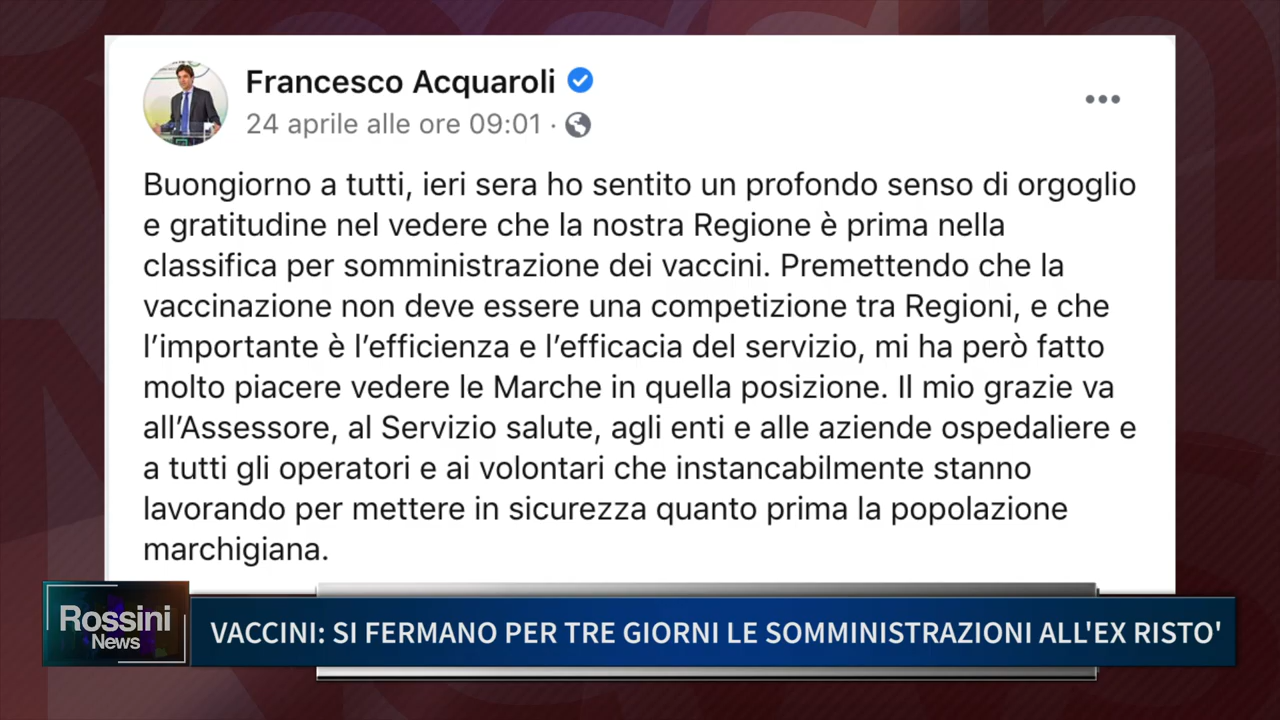 Francesco Acquaroli
24 aprile alle ore 09:01 ·
Buongiorno a tutti, ieri sera ho sentito un profondo senso di orgoglio
e gratitudine nel vedere che la nostra Regione è prima nella
classifica per somministrazione dei vaccini. Premettendo che la
vaccinazione non deve essere una competizione tra Regioni, e che
l’importante è l’efficienza e l’efficacia del servizio, mi ha però fatto
molto piacere vedere le Marche in quella posizione. Il mio grazie va
all’Assessore, al Servizio salute, agli enti e alle aziende ospedaliere e
a tutti gli operatori e ai volontari che instancabilmente stanno
lavorando per mettere in sicurezza quanto prima la popolazione
marchigiana.
Rossini
News
VACCINI: SI FERMANO PER TRE GIORNI LE SOMMINISTRAZIONI ALL'EX RISTO'